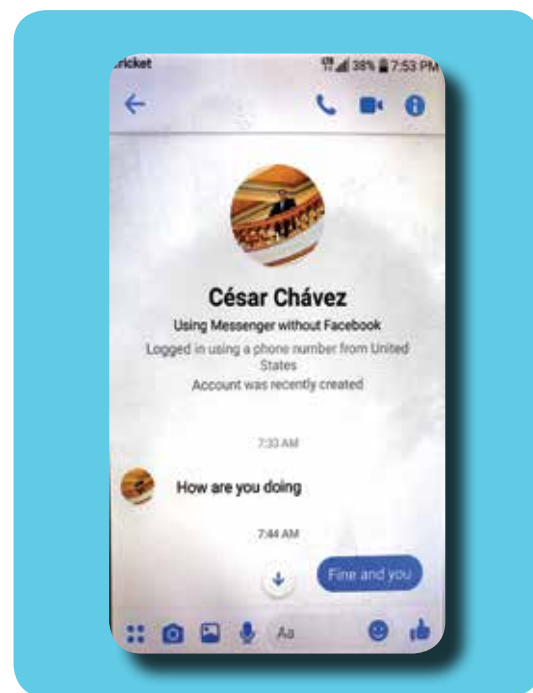 ricket
38% 7:53 PM
César Chávez
Using Messenger without Facebook
Logged in using a phone number from United
States
Account was recently created
7:33 AM
How are you doing
7:44 AM
Fine and you
Aa